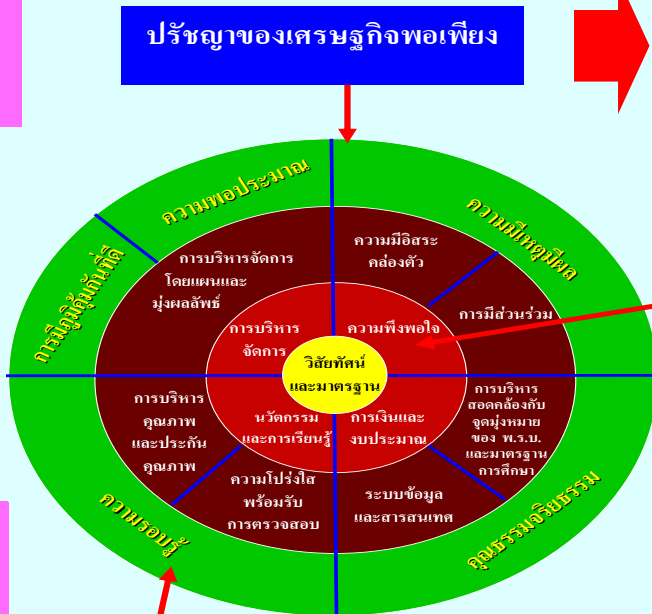 ปรัชญาของเศรษฐกิจพอเพียง
ความพอประมาณ
ความมีเหตุมีผล
การมีภูมิคุ้มกันที่ดี
การบริหารจัดการ
โดยแผนและ
มุ่งผลลัพธ์
ความมีอิสระ
คล่องตัว
การมีส่วนร่วม
การบริหาร
จัดการ
ความพึงพอใจ
วิสัยทัศน์
และมาตรฐาน
การบริหาร
คุณภาพ
และประกัน
คุณภาพ
นวัตกรรม
และการเรียนรู้
การเงินและ
งบประมาณ
การบริหาร
สอดคล้องกับ
จุดมุ่งหมาย
ของ พ.ร.บ.
และมาตรฐาน
การศึกษา
ความโปร่งใส
พร้อมรับ
การตรวจสอบ
ระบบข้อมูล
และสารสนเทศ
ความรอบรู้
คุณธรรมจริยธรรม